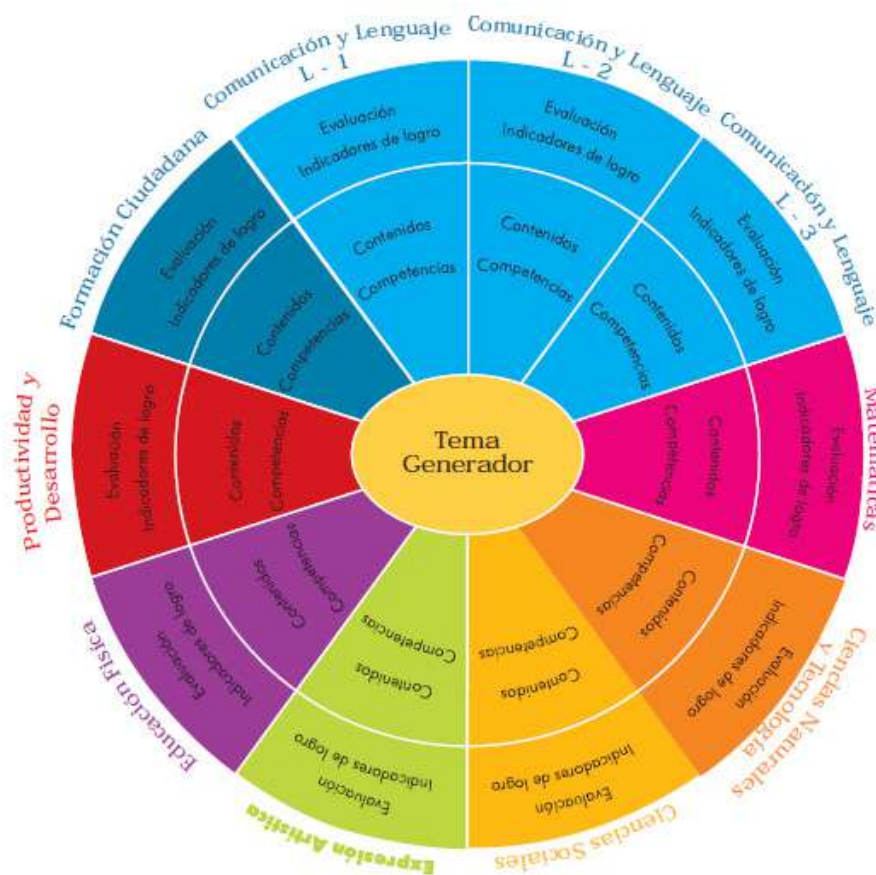 Comunicación y Lenguaje
L - 1
Evaluación
Indicadores de logro
Contenidos
Competencias
Comunicación y Lenguaje
L - 2
Evaluación
Indicadores de logro
Contenidos
Competencias
Comunicación y Lenguaje
L - 3
Evaluación
Indicadores de logro
Contenidos
Competencias
Matemáticas
Evaluación
Indicadores de logro
Contenidos
Competencias
Ciencias Naturales
y Tecnología
Evaluación
Indicadores de logro
Contenidos
Competencias
Ciencias Sociales
Evaluación
Indicadores de logro
Contenidos
Competencias
Expresión Artistica
Evaluación
Indicadores de logro
Contenidos
Competencias
Educación Física
Evaluación
Indicadores de logro
Contenidos
Competencias
Productividad y
Desarrollo
Evaluación
Indicadores de logro
Contenidos
Competencias
Formación Ciudadana
Evaluación
Indicadores de logro
Contenidos
Competencias
Tema
Generador